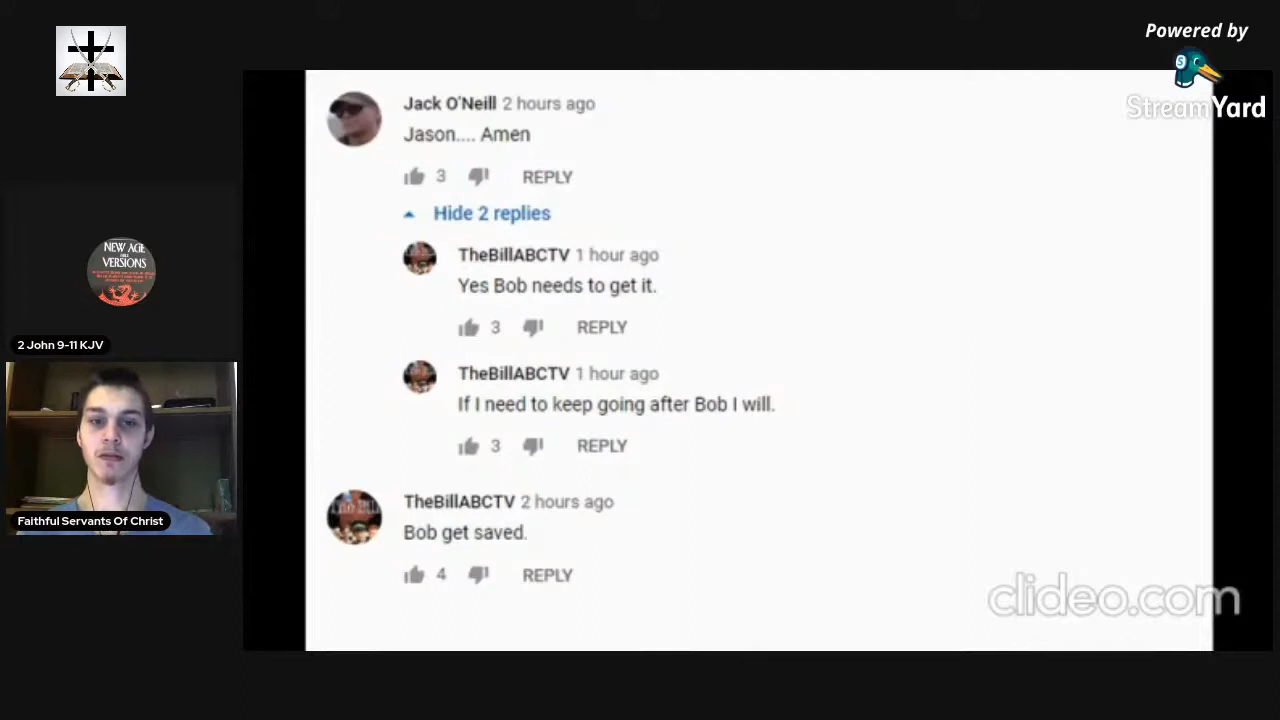 Powered by
StreamYard
Jack O'Neill 2 hours ago
Jason.... Amen
3 REPLY
Hide 2 replies
TheBillABCTV 1 hour ago
Yes Bob needs to get it.
3 REPLY
TheBillABCTV 1 hour ago
If I need to keep going after Bob I will.
3 REPLY
TheBillABCTV 2 hours ago
Bob get saved.
4 REPLY
NEW AGE
VERSIONS
2 John 9-11 KJV
Faithful Servants Of Christ
clideo.com